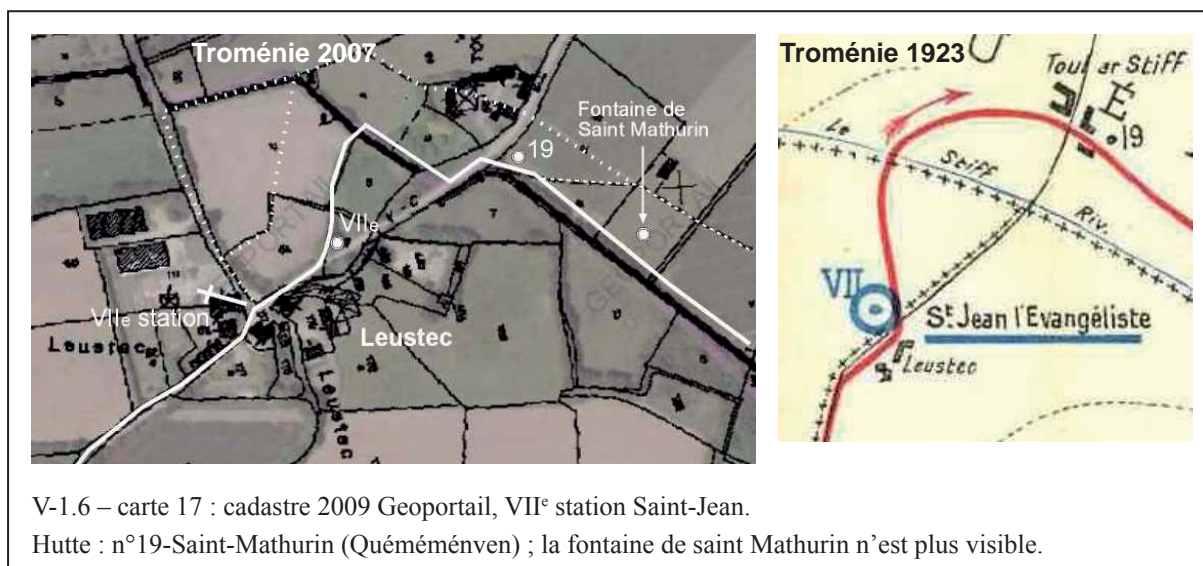 Troménie 2007
Fontaine de
Saint Mathurin
19
VIIe
VIIe station
Leustec
Leustec
Leustec
Troménie 1923
Toul ar Stiff
19
Le
Stiff
Riv.
VII
St Jean l'Evangéliste
Leustec
V-1.6 – carte 17 : cadastre 2009 Geoportail, VIIe station Saint-Jean.
Hutte : n°19-Saint-Mathurin (Quéméménven) ; la fontaine de saint Mathurin n'est plus visible.